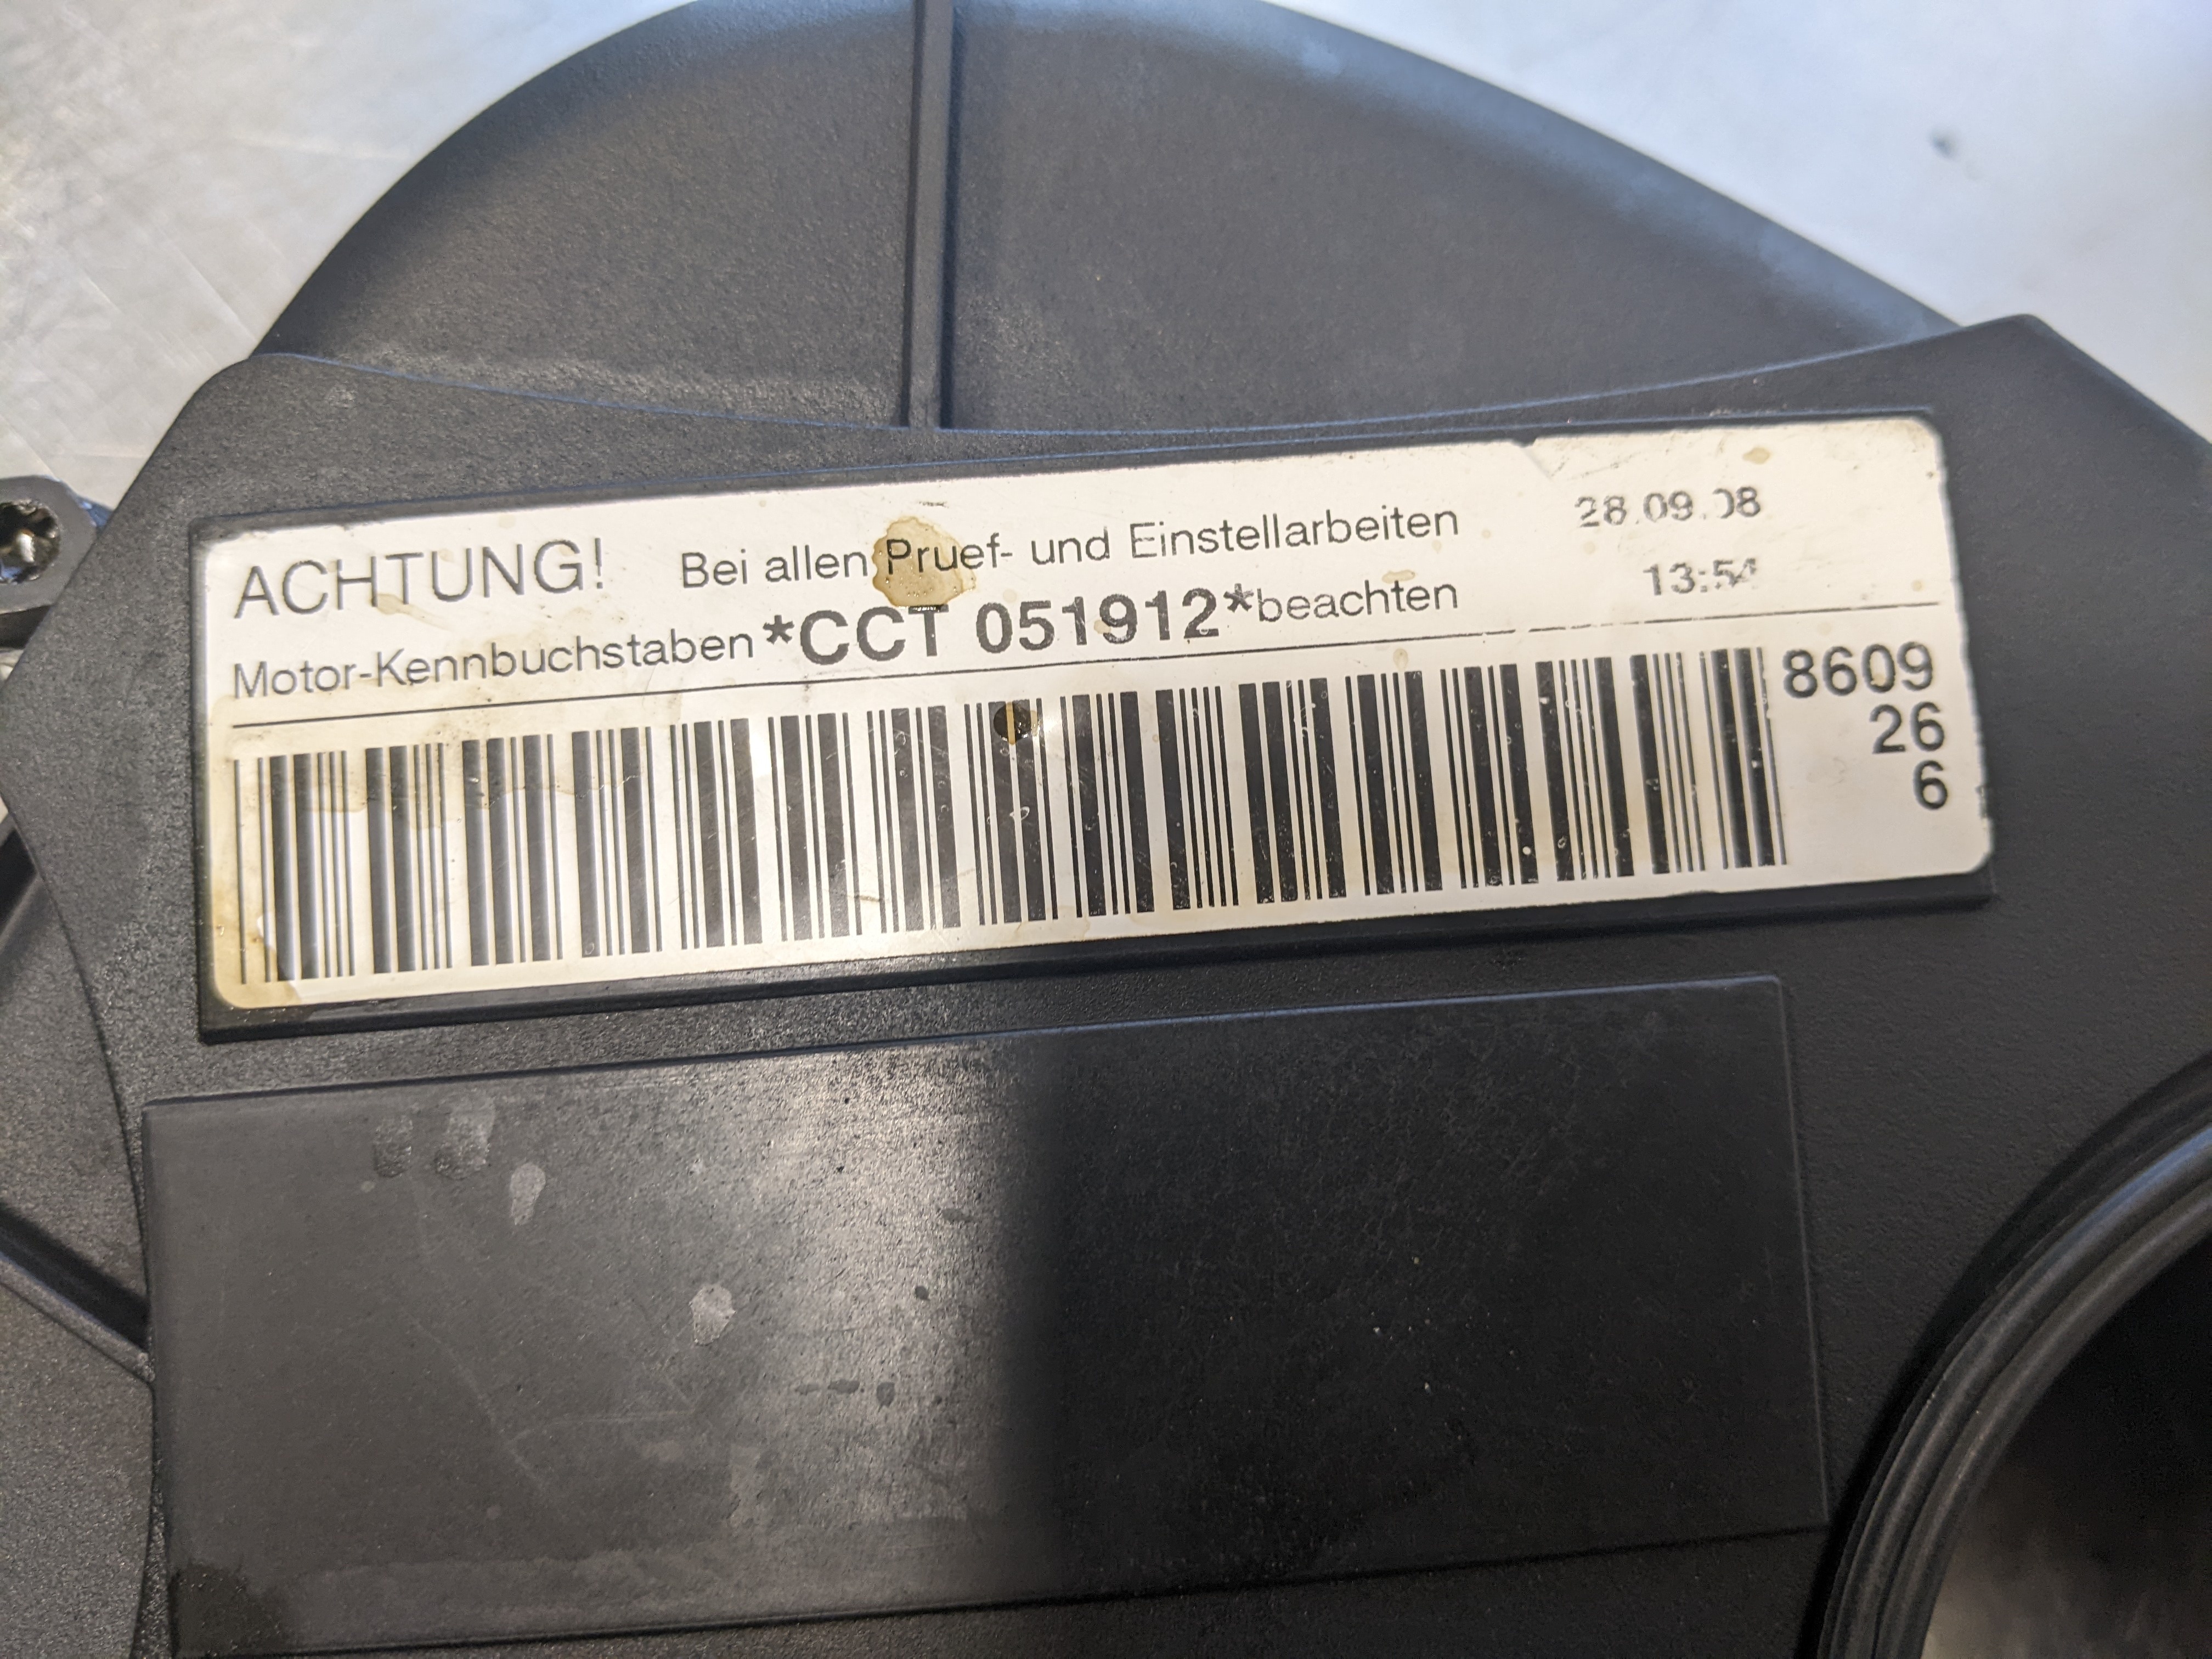 ACHTUNG! Bei allen Pruef- und Einstellarbeiten 28.09.08
Motor-Kennbuchstaben *CCT 051912* beachten 13:54
8609
26
6